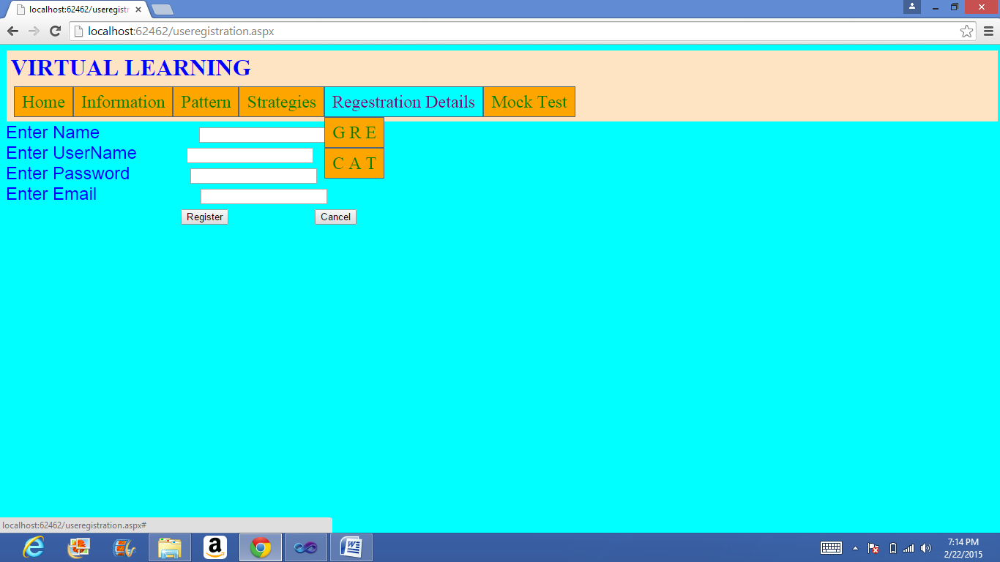 localhost:62462/useregistr
localhost:62462/useregistration.aspx
VIRTUAL LEARNING
Home Information Pattern Strategies Regestration Details Mock Test
G R E
C A T
Enter Name
Enter UserName
Enter Password
Enter Email
Register Cancel
localhost:62462/useregistration.aspx#
7:14 PM
2/22/2015